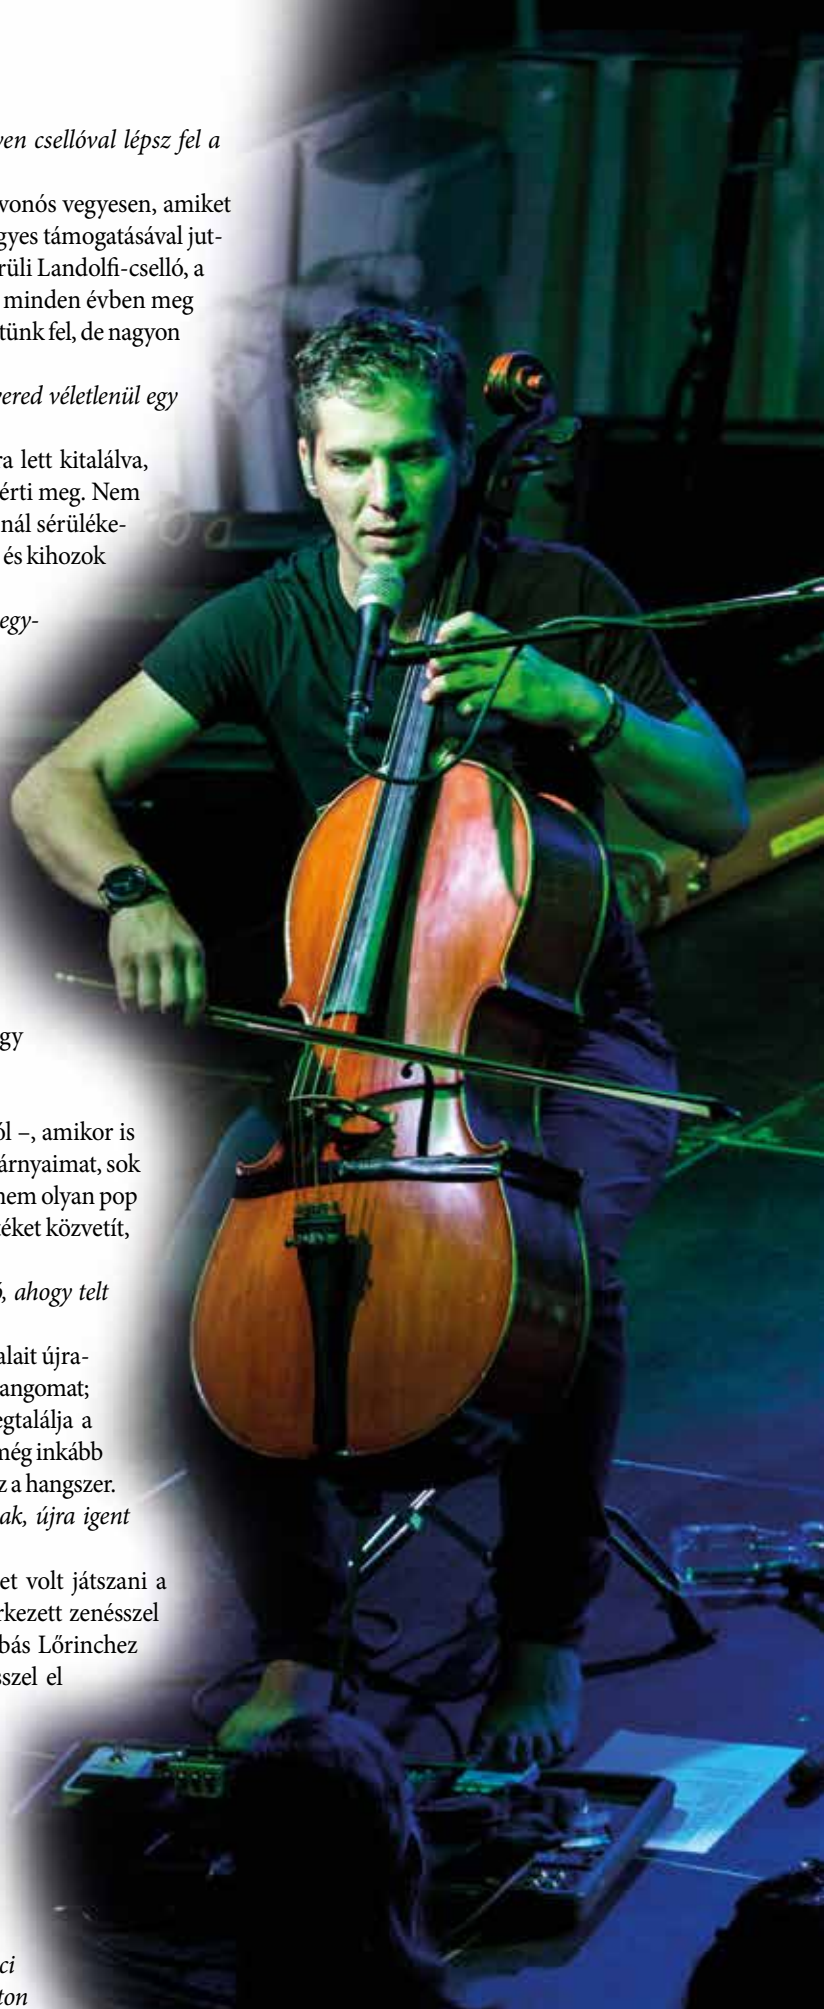 yen csellóval lépsz fel a
vonós vegyesen, amiket
gyes támogatásával jut-
rüli Landolfi-cselló, a
minden évben meg
tünk fel, de nagyon
vered véletlenül egy
ra lett kitalálva,
érti meg. Nem
nál sérüléke-
és kihozok
egy-
gy
ól –, amikor is
árnyaimat, sok
nem olyan pop
éket közvetít,
ó, ahogy telt
alait újra-
angomat;
egtalálja a
még inkább
z a hangszer.
ak, újra igent
et volt játszani a
rkezett zenésszel
bás Lőrinchez
sszel el
ci
ton